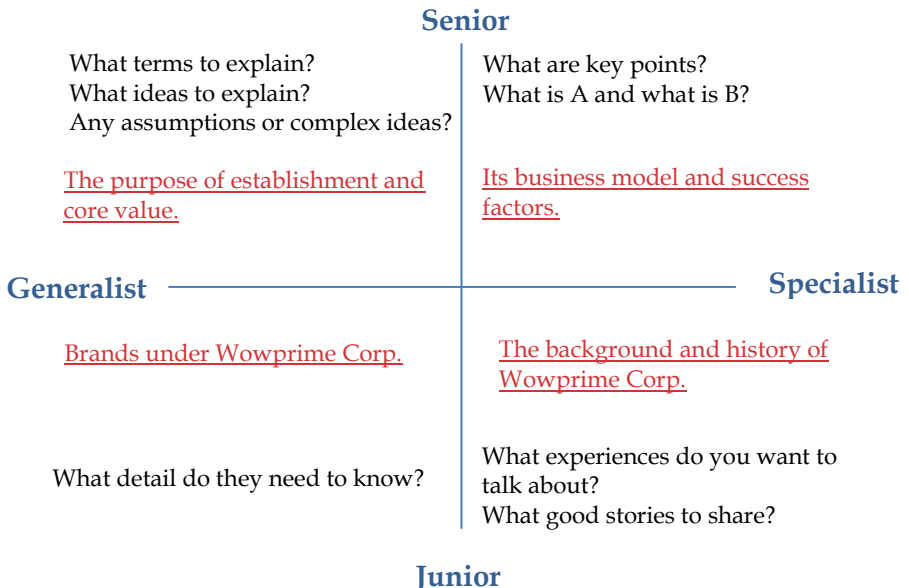 Senior
What terms to explain?
What ideas to explain?
Any assumptions or complex ideas?
The purpose of establishment and
core value.
What are key points?
What is A and what is B?
Its business model and success
factors.
Generalist
Specialist
Brands under Wowprime Corp.
What detail do they need to know?
The background and history of
Wowprime Corp.
What experiences do you want to
talk about?
What good stories to share?
Junior